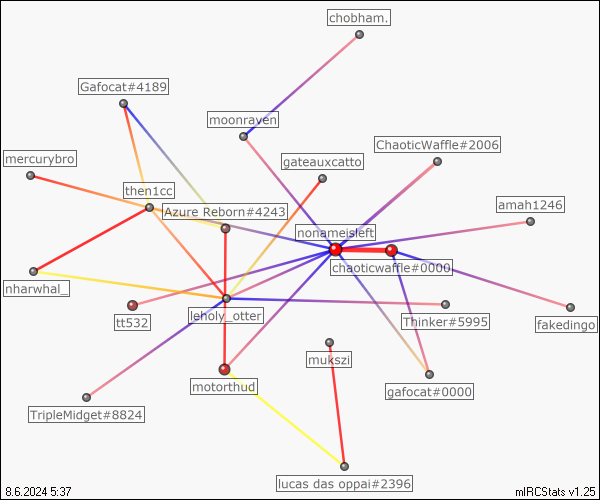 chobham.
Gafocat#4189
moonraven
ChaoticWaffle#2006
mercurybro
gateauxcatto
then1cc
amah1246
Azure Reborn#4243
nonameisleft
chaoticwaffle#0000
nharwhal_
leholy_otter
tt532
Thinker#5995
fakedingo
mukszi
motorthud
gafocat#0000
TripleMidget#8824
lucas das oppai#2396
8.6.2024 5:37
mIRCStats v1.25